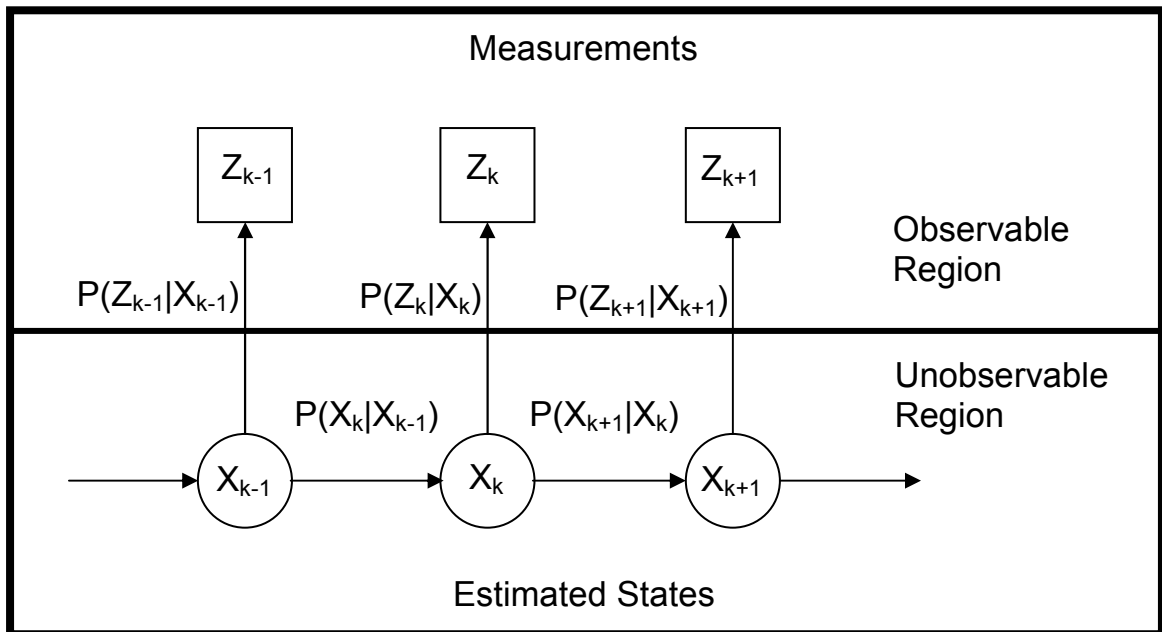 Measurements
Z_{k-1} Z_k Z_{k+1}
Observable
Region
P(Z_{k-1}|X_{k-1}) P(Z_k|X_k) P(Z_{k+1}|X_{k+1})
Unobservable
Region
P(X_k|X_{k-1}) P(X_{k+1}|X_k)
X_{k-1} X_k X_{k+1}
Estimated States